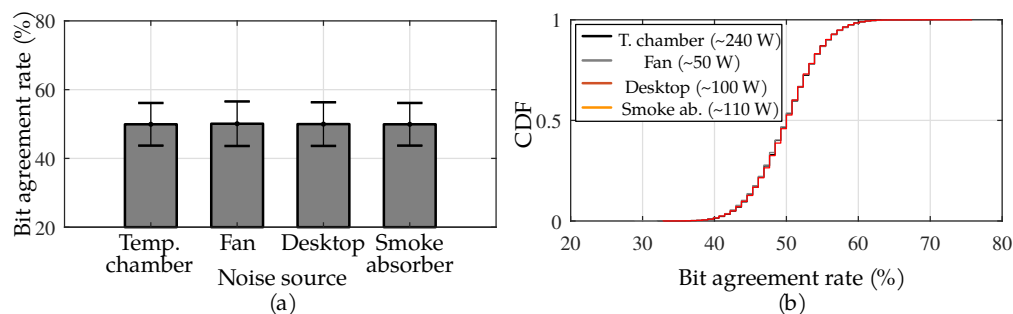 Bit agreement rate (%)
80
60
40
20
Temp.
chamber
Fan
Desktop
Smoke
absorber
Noise source
(a)
CDF
1
0.5
0
T. chamber (~240 W)
Fan (~50 W)
Desktop (~100 W)
Smoke ab. (~110 W)
20 30 40 50 60 70 80
Bit agreement rate (%)
(b)